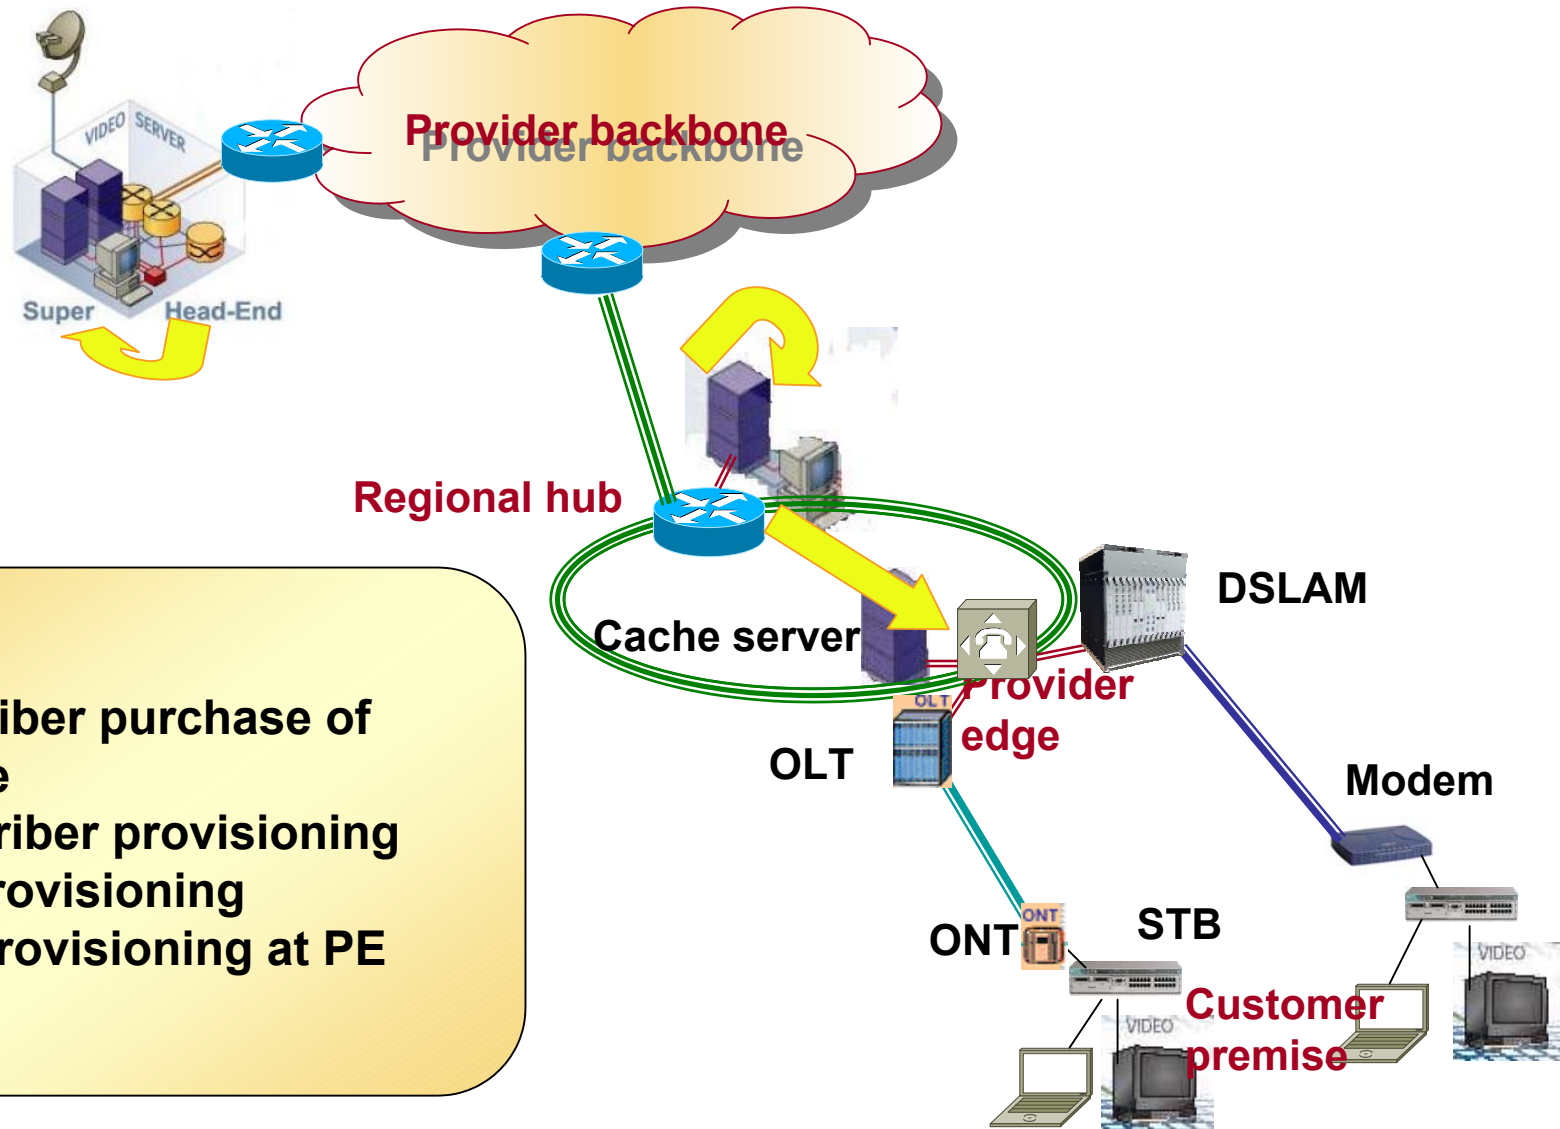 VIDEO SERVER
Provider backbone
Super Head-End
Regional hub
DSLAM
Cache server
Provider
edge
OLT
OLT
iber purchase of
e
riber provisioning
rovisioning
rovisioning at PE
Modem
ONT
ONT
STB
VIDEO
Customer
premise
VIDEO